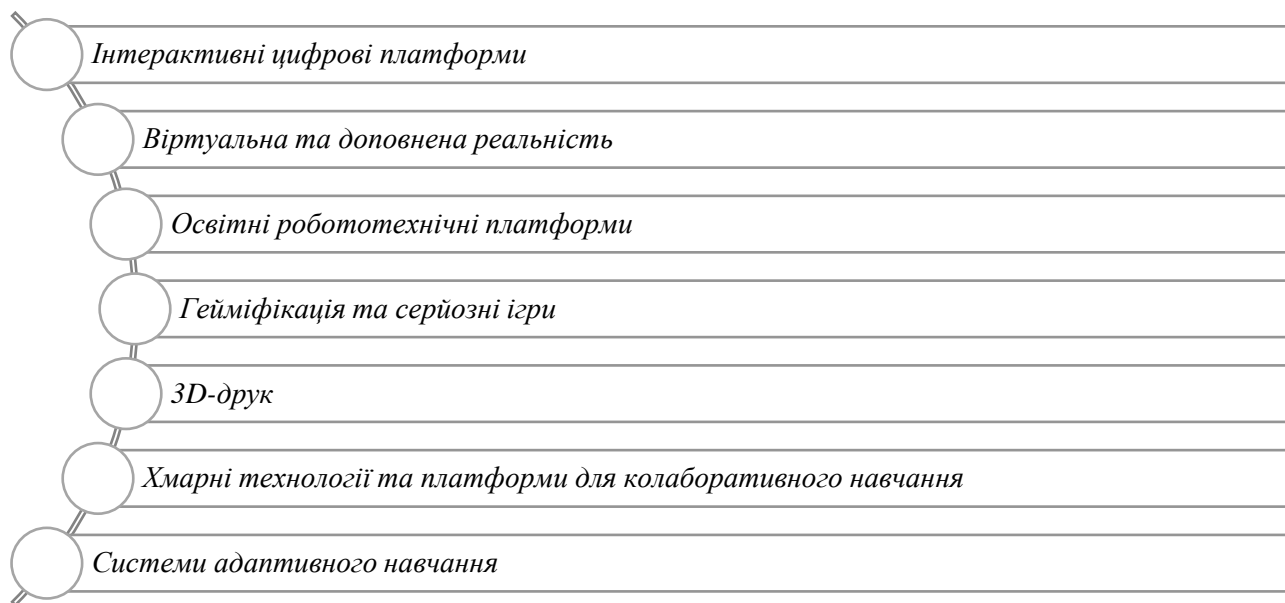 Інтерактивні цифрові платформи
Віртуальна та доповнена реальність
Освітні робототехнічні платформи
Гейміфікація та серйозні ігри
3D-друк
Хмарні технології та платформи для колаборативного навчання
Системи адаптивного навчання